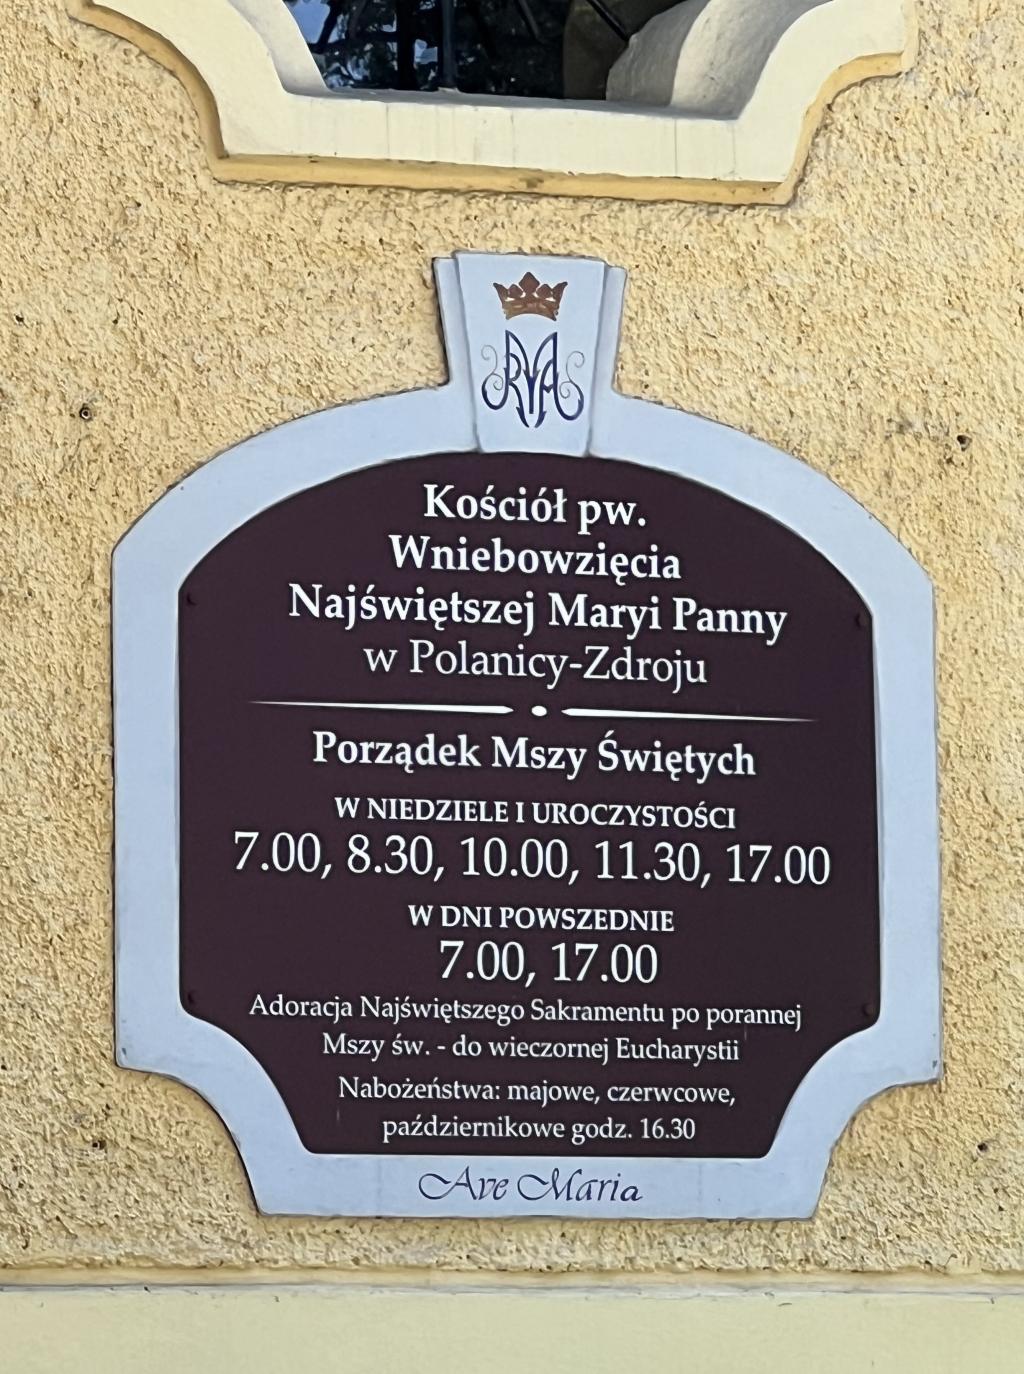 Kościół pw.
Wniebowzięcia
Najświętszej Maryi Panny
w Polanicy-Zdroju
Porządek Mszy Świętych
W NIEDZIELE I UROCZYSTOŚCI
7.00, 8.30, 10.00, 11.30, 17.00
W DNI POWSZEDNIE
7.00, 17.00
Adoracja Najświętszego Sakramentu po porannej
Mszy św. - do wieczornej Eucharystii
Nabożeństwa: majowe, czerwcowe,
październikowe godz. 16.30
Ave Maria